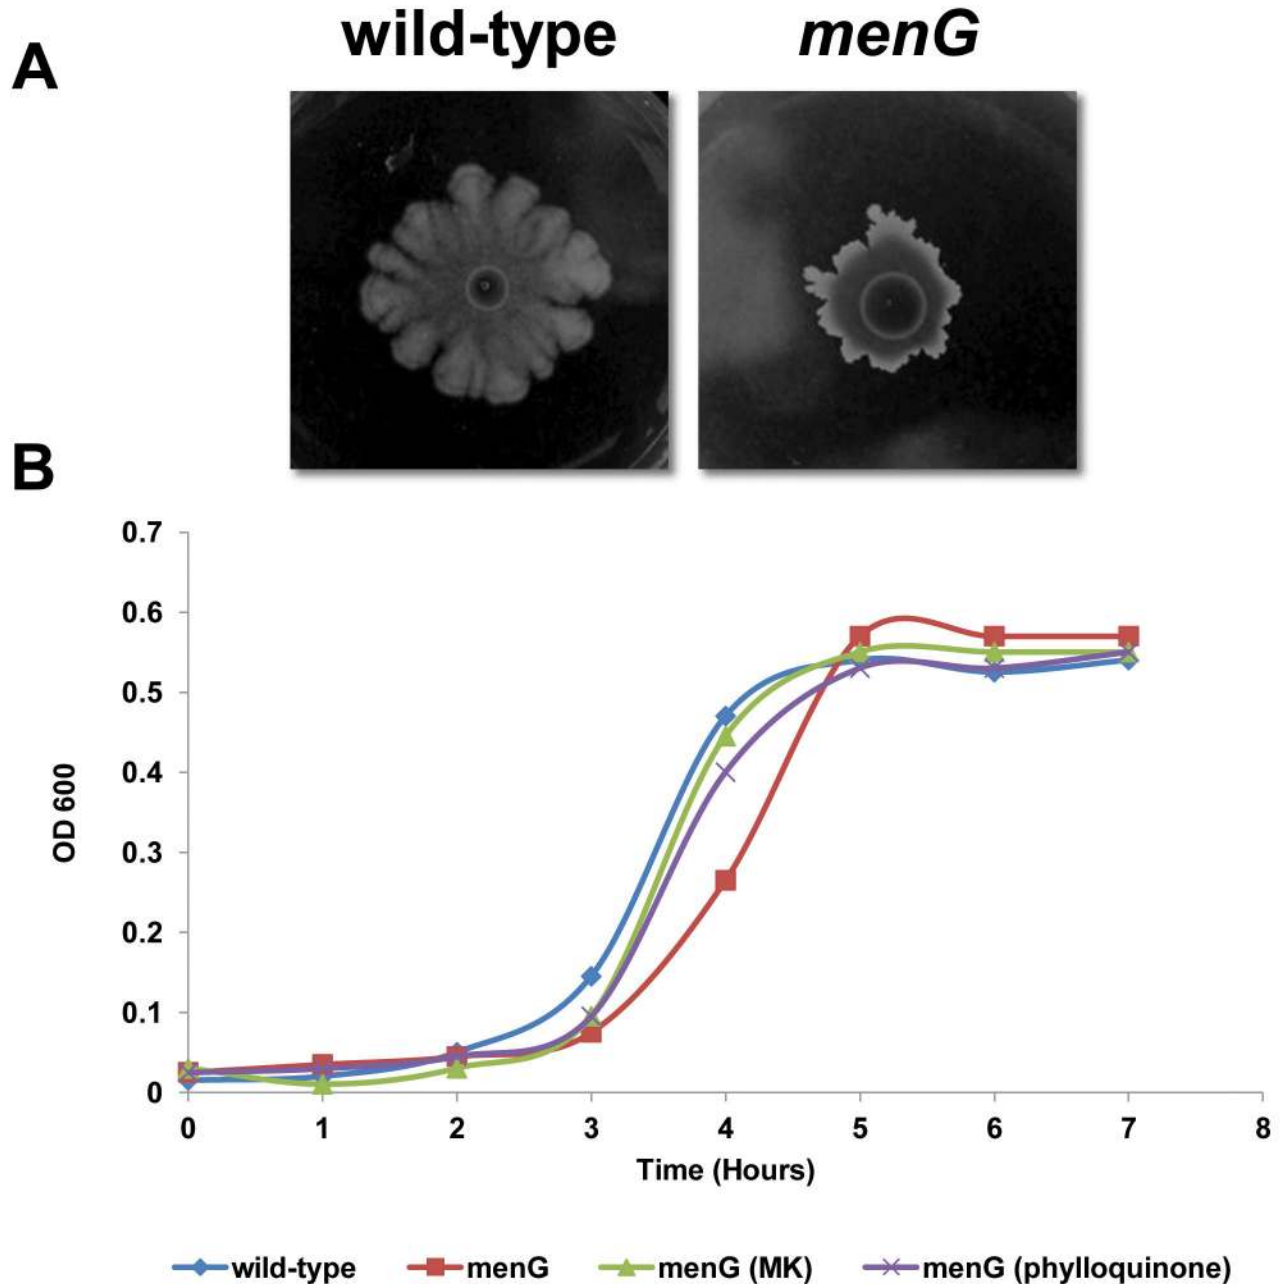 wild-type menG
A
B
0.7
0.6
0.5
0.4
0.3
0.2
0.1
0
OD 600
0 1 2 3 4 5 6 7 8
Time (Hours)
wild-type menG menG (MK) menG (phylloquinone)